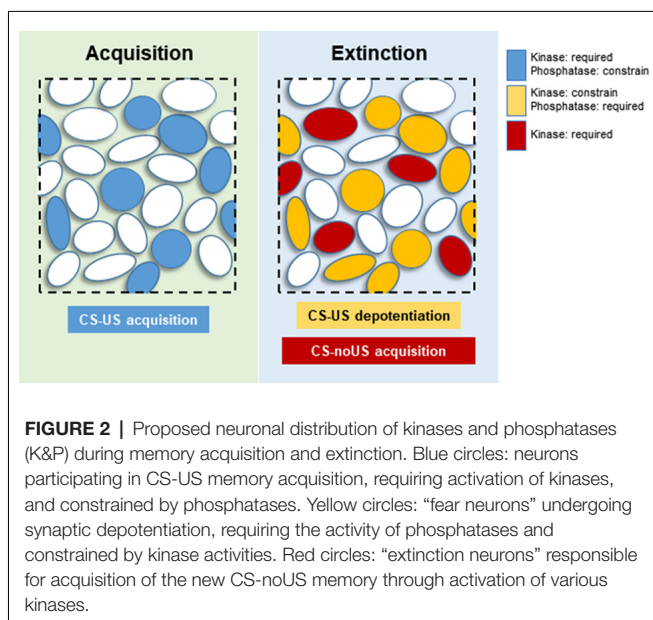 Acquisition
Extinction
Kinase: required
Phosphatase: constrain
Kinase: constrain
Phosphatase: required
Kinase: required
CS-US acquisition
CS-US depotentiation
CS-noUS acquisition
FIGURE 2 | Proposed neuronal distribution of kinases and phosphatases
(K&P) during memory acquisition and extinction. Blue circles: neurons
participating in CS-US memory acquisition, requiring activation of kinases,
and constrained by phosphatases. Yellow circles: “fear neurons” undergoing
synaptic depotentiation, requiring the activity of phosphatases and
constrained by kinase activities. Red circles: “extinction neurons” responsible
for acquisition of the new CS-noUS memory through activation of various
kinases.